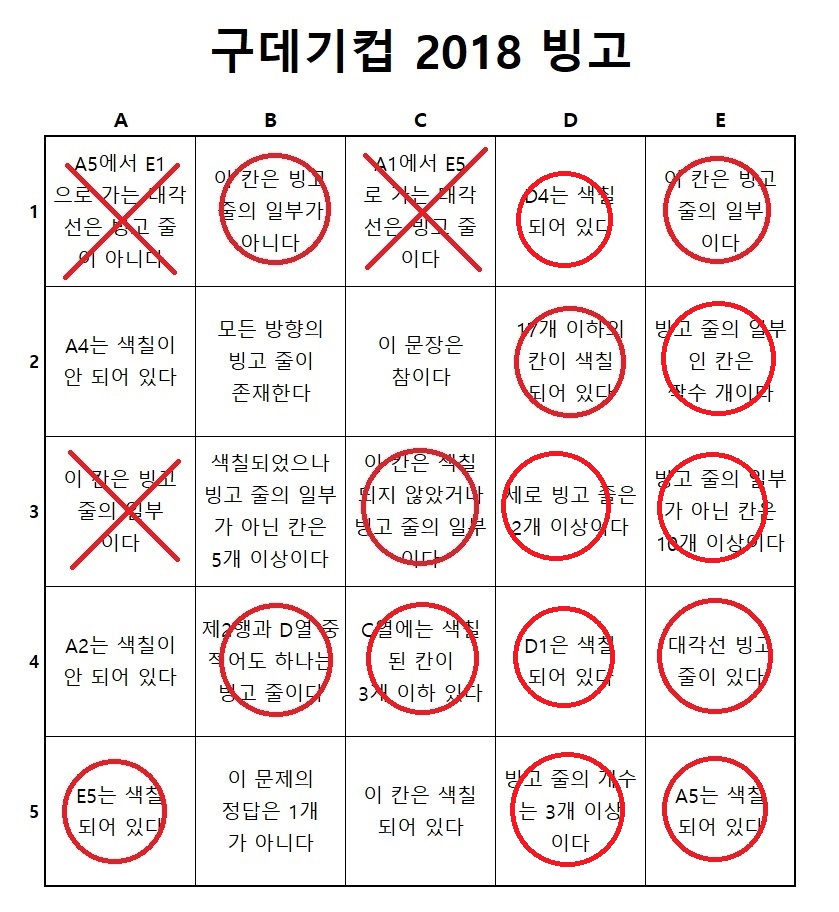 구데기컵 2018 빙고
A B C D E
1
A5에서 E1
으로 가는 대각
선은 빙고 줄
이 아니다
이 칸은 빙고
줄의 일부가
아니다
A1에서 E5
로 가는 대각
선은 빙고 줄
이다
D4는 색칠
되어 있다
이 칸은 빙고
줄의 일부
이다
2
A4는 색칠이
안 되어 있다
모든 방향의
빙고 줄이
존재한다
이 문장은
참이다
17개 이하의
칸이 색칠
되어 있다
빙고 줄의 일부
인 칸은
짝수 개이다
3
이 칸은 빙고
줄의 일부
이다
색칠되었으나
빙고 줄의 일부
가 아닌 칸은
5개 이상이다
이 칸은 색칠
되지 않았거나
빙고 줄의 일부
이다
세로 빙고 줄은
2개 이상이다
빙고 줄의 일부
가 아닌 칸은
10개 이상이다
4
A2는 색칠이
안 되어 있다
제2행과 D열 중
적어도 하나는
빙고 줄이다
C열에는 색칠
된 칸이
3개 이하 있다
D1은 색칠
되어 있다
대각선 빙고
줄이 있다
5
E5는 색칠
되어 있다
이 문제의
정답은 1개
가 아니다
이 칸은 색칠
되어 있다
빙고 줄의 개수
는 3개 이상
이다
A5는 색칠
되어 있다